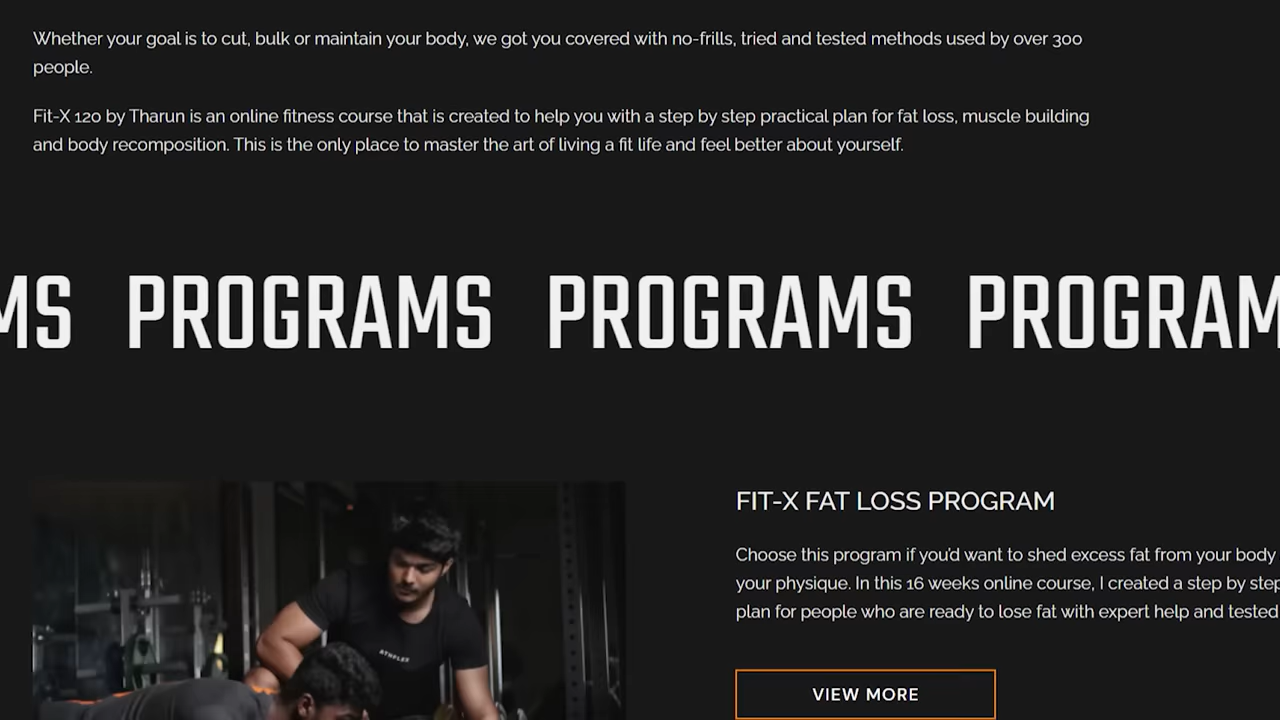 Whether your goal is to cut, bulk or maintain your body, we got you covered with no-frills, tried and tested methods used by over 300
people.
Fit-X 120 by Tharun is an online fitness course that is created to help you with a step by step practical plan for fat loss, muscle building
and body recomposition. This is the only place to master the art of living a fit life and feel better about yourself.
MS PROGRAMS PROGRAMS PROGRAM
FIT-X FAT LOSS PROGRAM
Choose this program if you'd want to shed excess fat from your body
your physique. In this 16 weeks online course, I created a step by step
plan for people who are ready to lose fat with expert help and tested
ATHFLEX
VIEW MORE